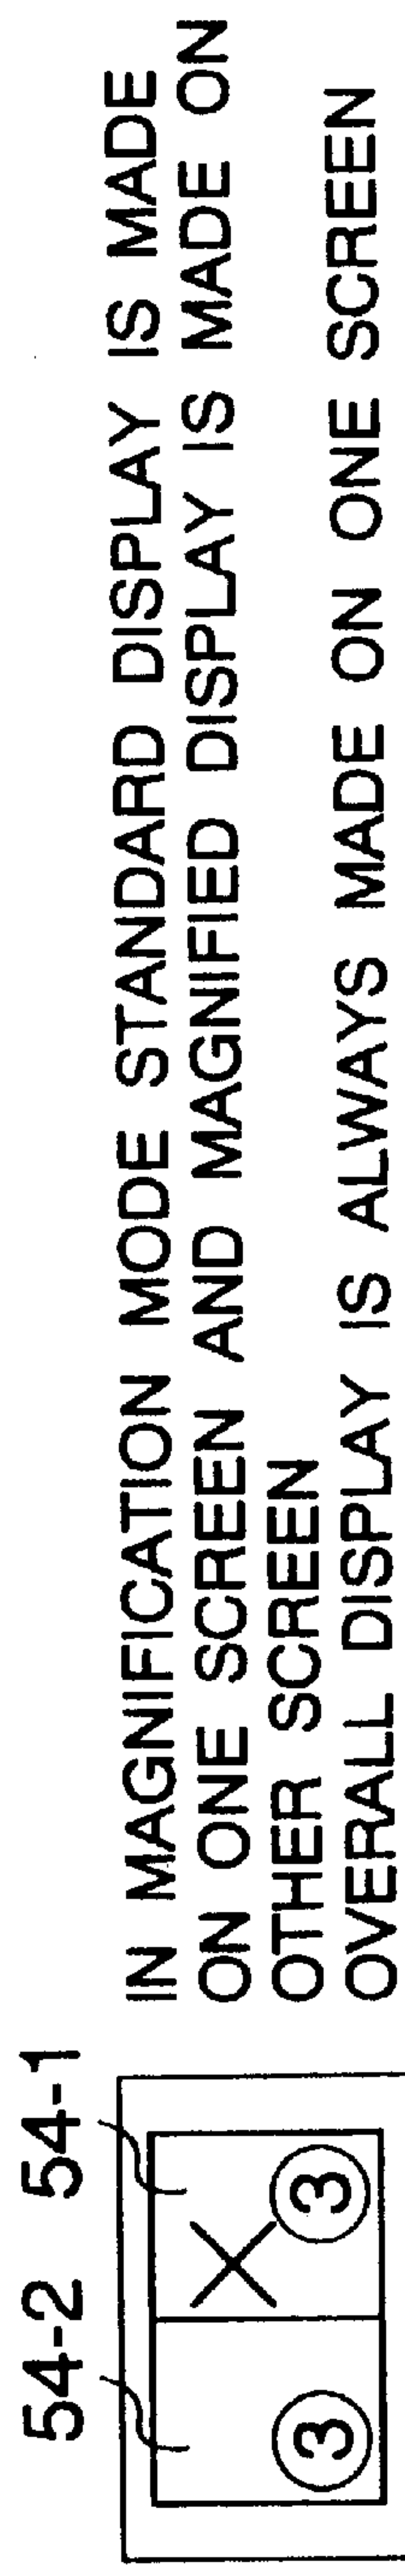 54-2 54-1
3 3
IN MAGNIFICATION MODE STANDARD DISPLAY IS MADE
ON ONE SCREEN AND MAGNIFIED DISPLAY IS MADE ON
OTHER SCREEN
OVERALL DISPLAY IS ALWAYS MADE ON ONE SCREEN